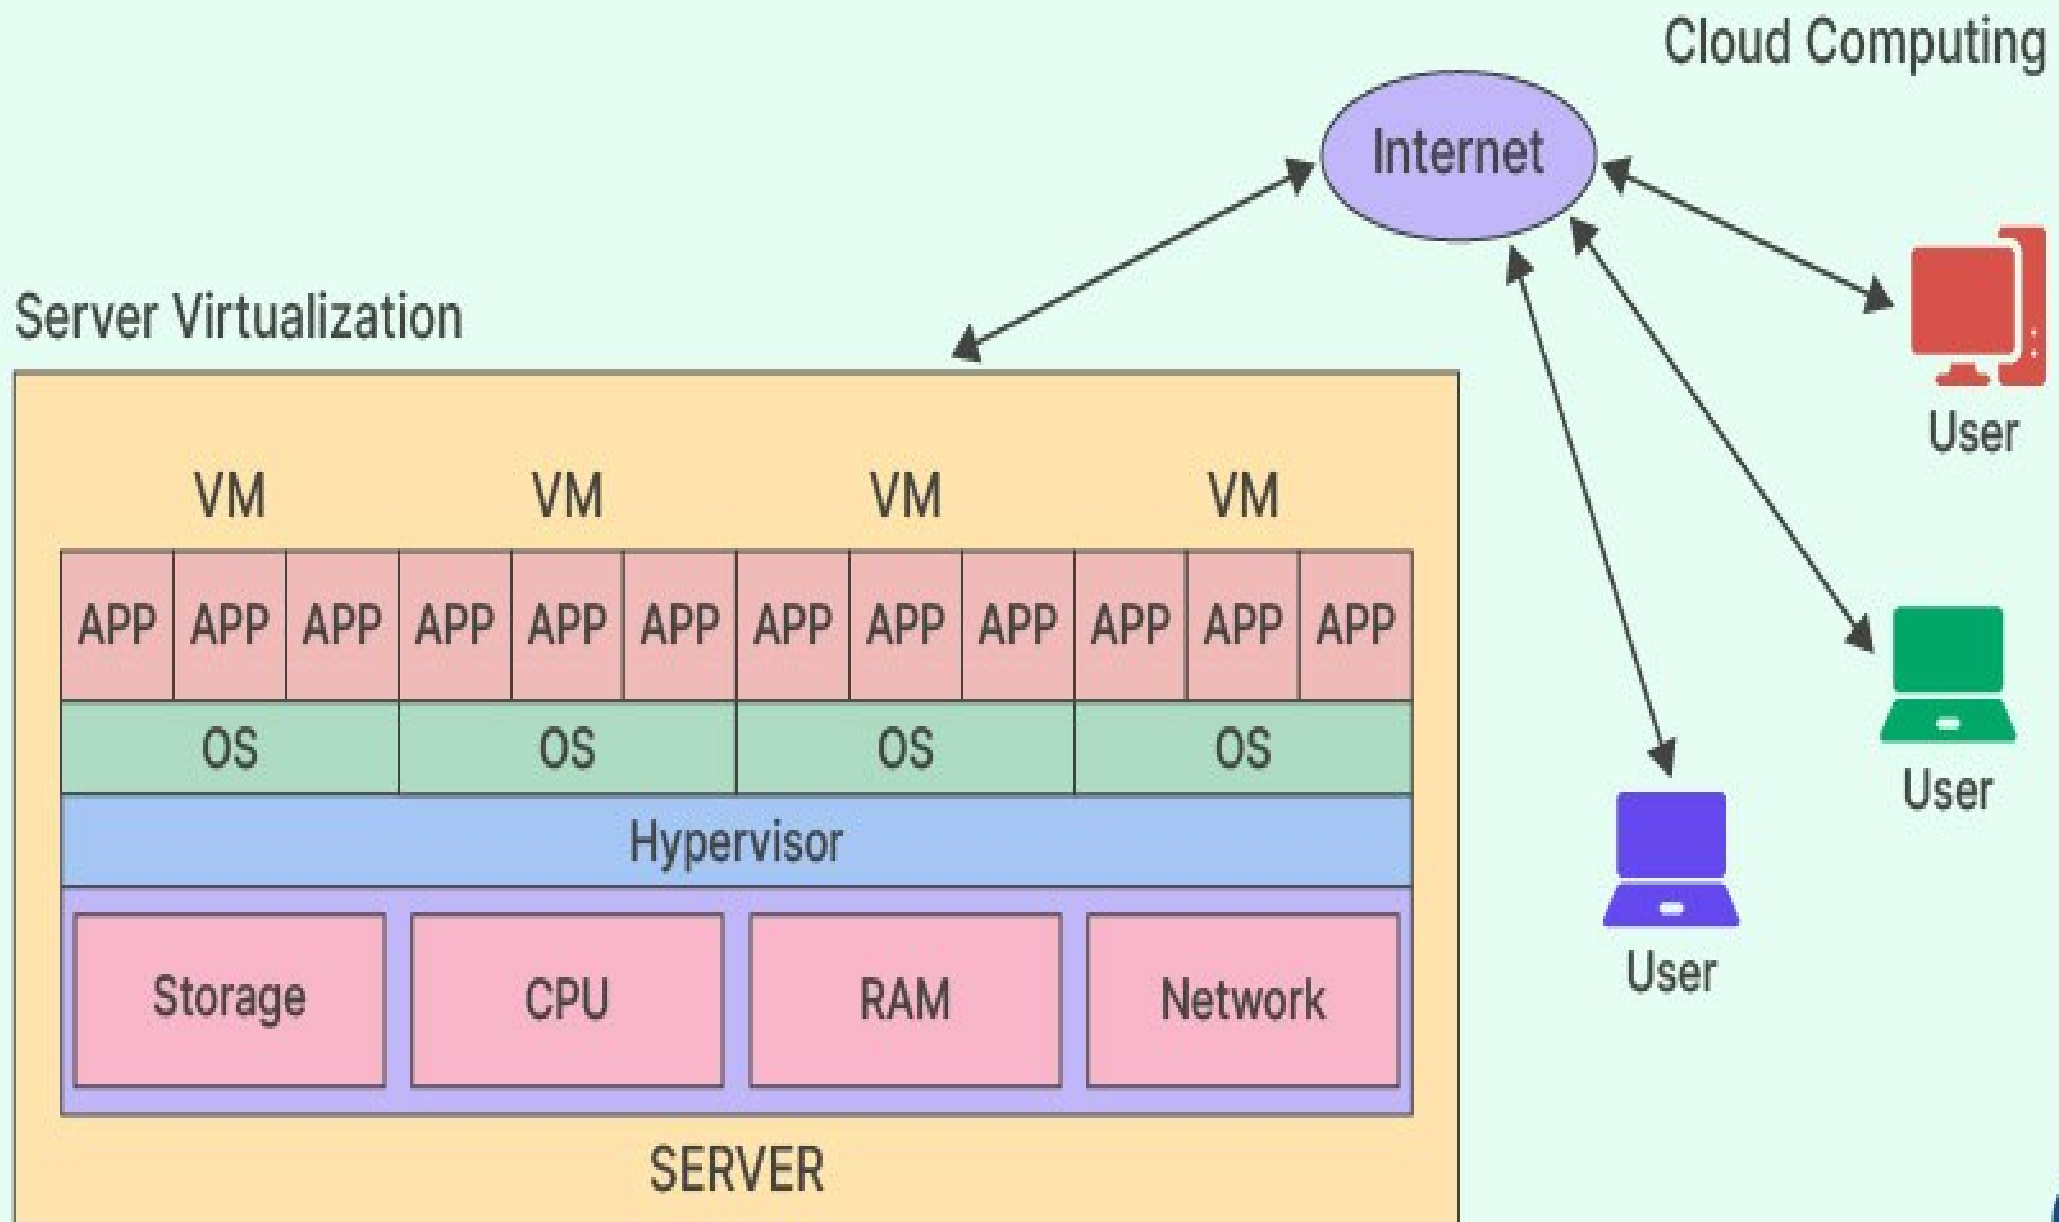 Cloud Computing
Internet
Server Virtualization
User
VM VM VM VM
APP APP APP APP APP APP APP APP APP APP APP APP
OS OS OS OS
User
Hypervisor
Storage CPU RAM Network
User
SERVER